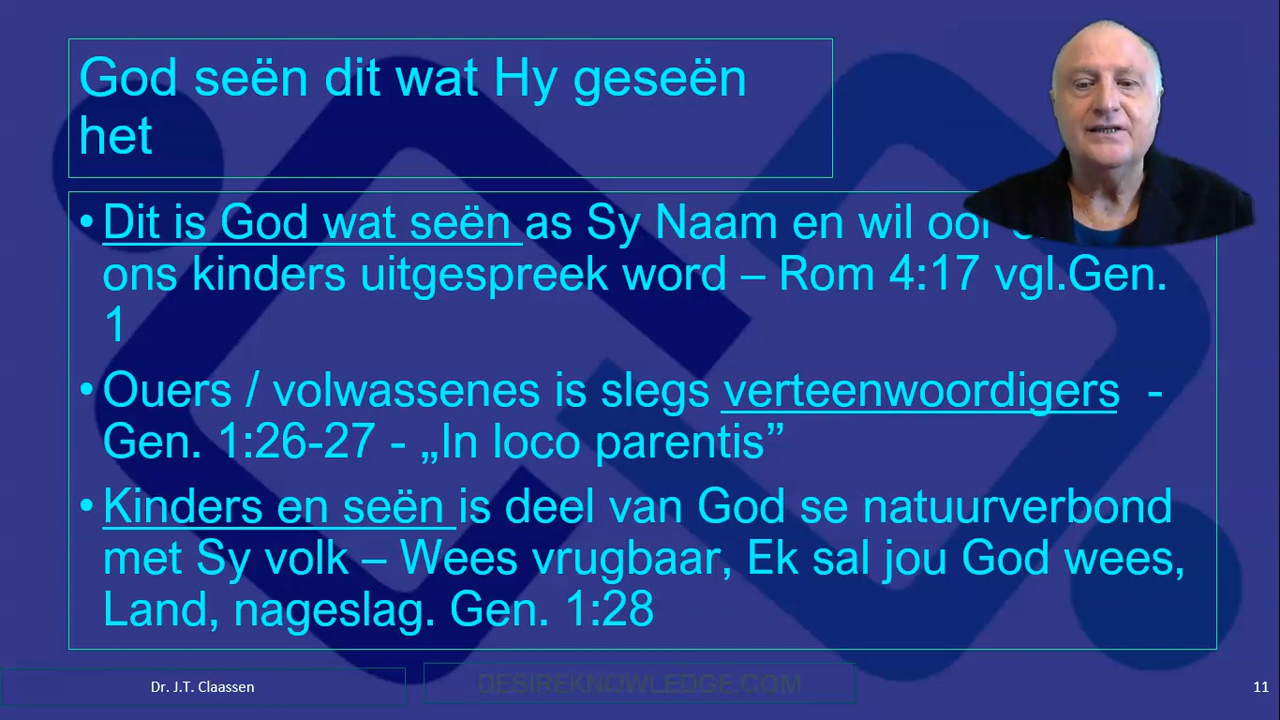 God seën dit wat Hy geseën
het
• Dit is God wat seën as Sy Naam en wil oor
ons kinders uitgespreek word – Rom 4:17 vgl.Gen.
1
• Ouers / volwassenes is slegs verteenwoordigers -
Gen. 1:26-27 - „In loco parentis”
• Kinders en seën is deel van God se natuurverbond
met Sy volk – Wees vrugbaar, Ek sal jou God wees,
Land, nageslag. Gen. 1:28
Dr. J.T. Claassen
DESIREKNOWLEDGE.COM
11